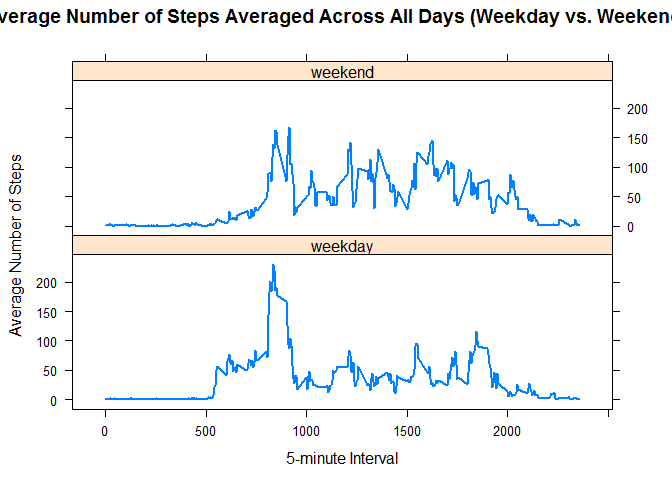 verage Number of Steps Averaged Across All Days (Weekday vs. Weeken
weekend
200
150
100
50
0
weekday
200
150
100
50
0
Average Number of Steps
0 500 1000 1500 2000
5-minute Interval